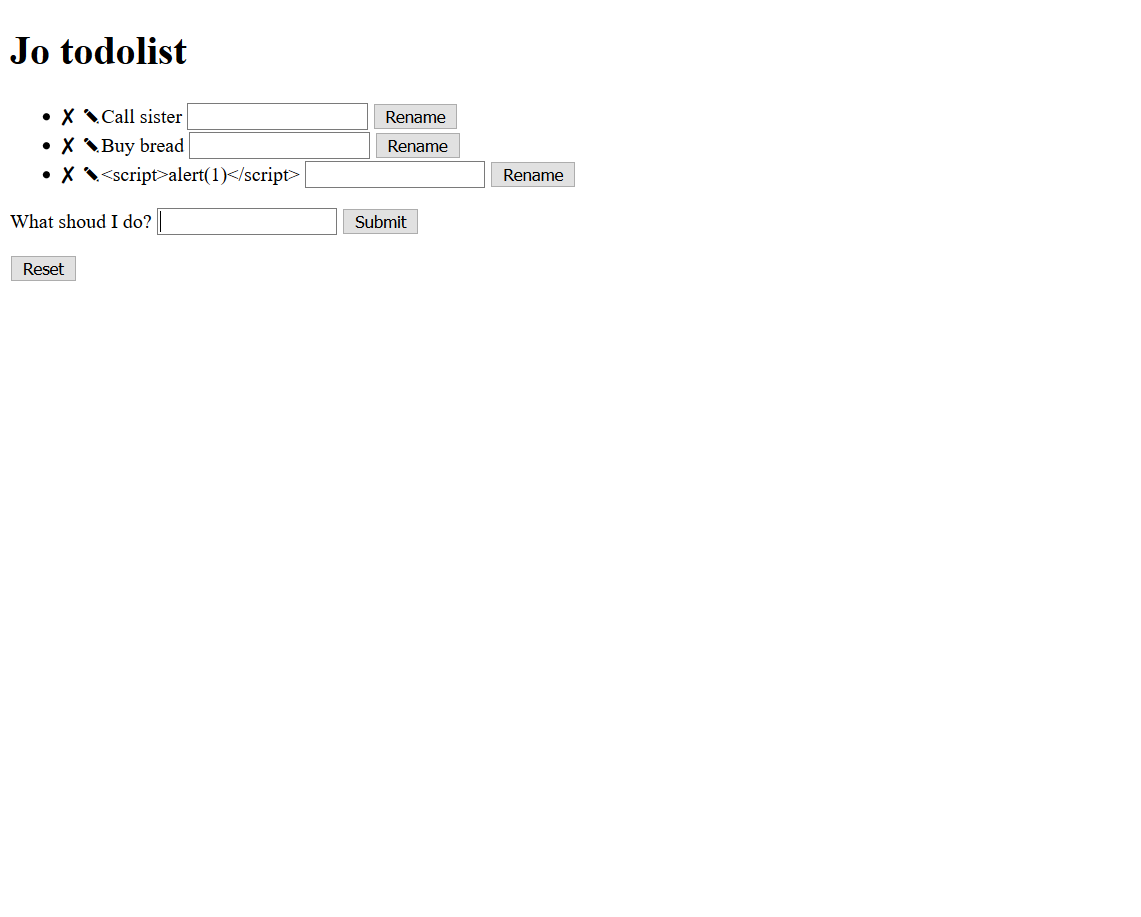 Jo todolist
✗ ✎Call sister Rename
✗ ✎Buy bread Rename
✗ ✎<script>alert(1)</script> Rename
What shoud I do? Submit
Reset